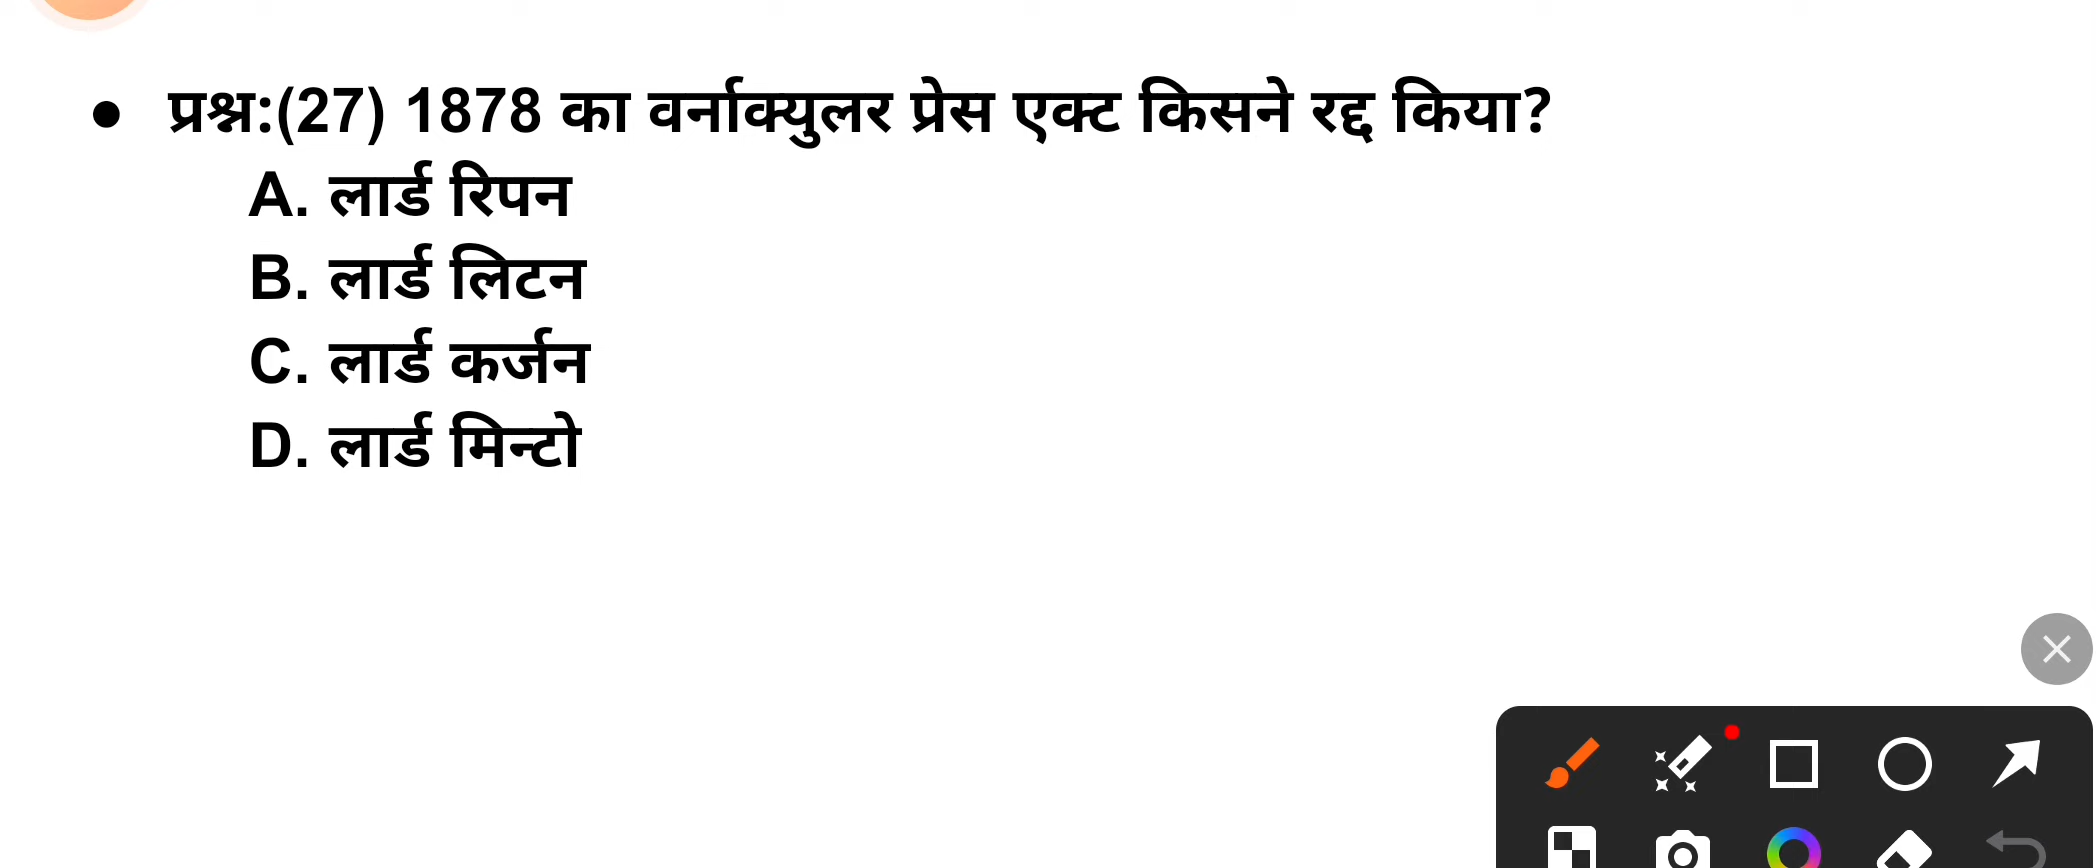 ● प्रश्न:(27) 1878 का वर्नाक्युलर प्रेस एक्ट किसने रद्द किया?
A. लार्ड रिपन
B. लार्ड लिटन
C. लार्ड कर्जन
D. लार्ड मिन्टो